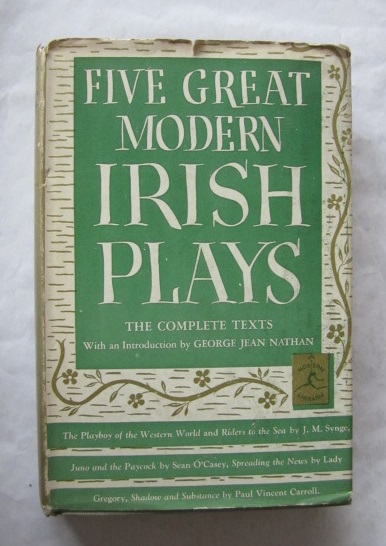 FIVE GREAT
MODERN
IRISH
PLAYS
THE COMPLETE TEXTS
With an Introduction by GEORGE JEAN NATHAN
A
MODERN
LIBRARY
The Playboy of the Western World and Riders to the Sea by J. M. Synge,
Juno and the Paycock by Sean O'Casey, Spreading the News by Lady
Gregory, Shadow and Substance by Paul Vincent Carroll.